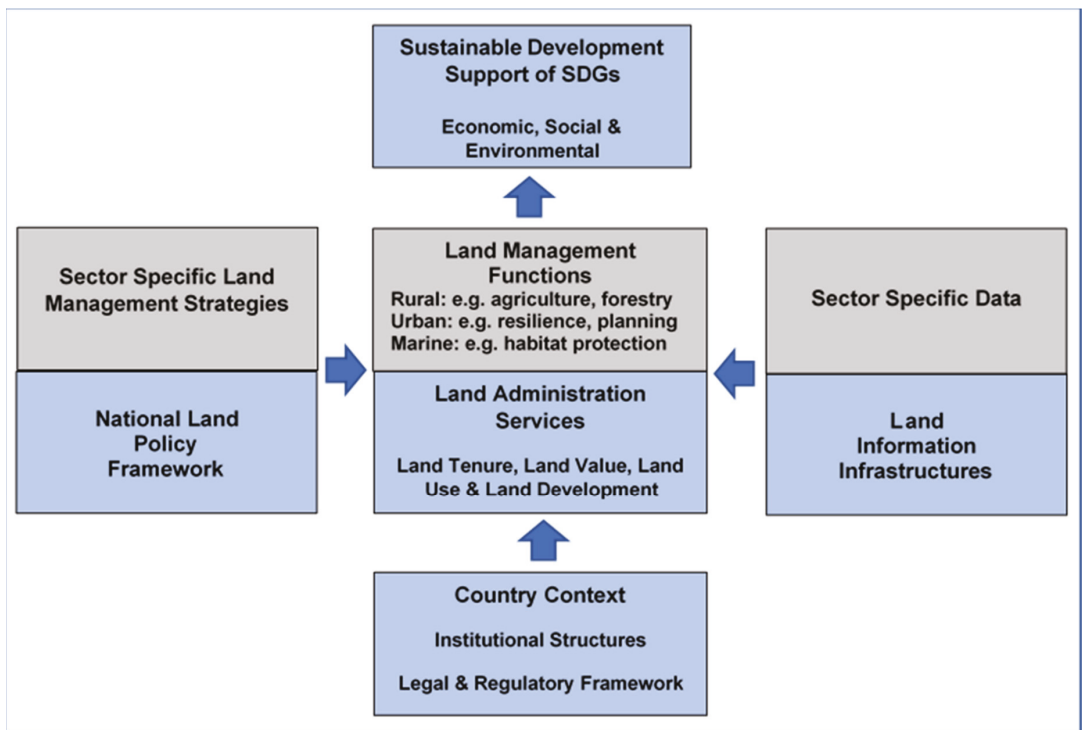 Sustainable Development
Support of SDGs
Economic, Social &
Environmental
Sector Specific Land
Management Strategies
National Land
Policy
Framework
Land Management
Functions
Rural: e.g. agriculture, forestry
Urban: e.g. resilience, planning
Marine: e.g. habitat protection
Land Administration
Services
Land Tenure, Land Value, Land
Use & Land Development
Sector Specific Data
Land
Information
Infrastructures
Country Context
Institutional Structures
Legal & Regulatory Framework